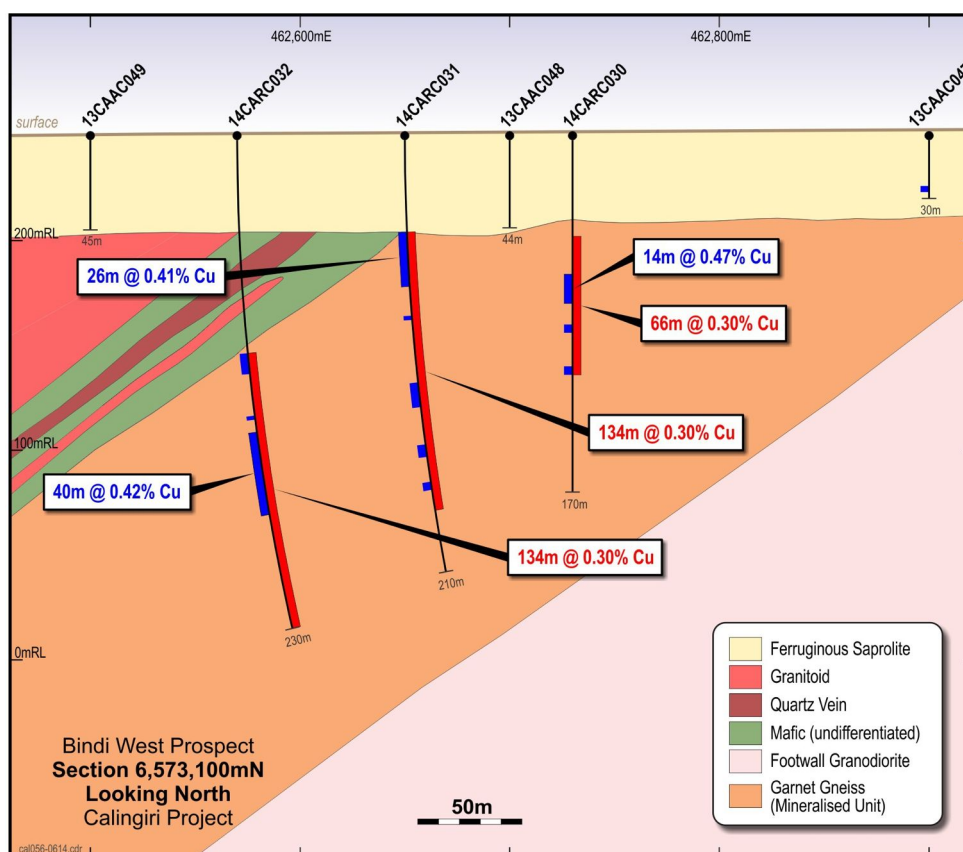 462,600mE
462,800mE
13CAAC049
14CARC032
14CARC031
13CAAC048
14CARC030
13CAAC047
surface
30m
45m
44m
200mRL
26m @ 0.41% Cu
14m @ 0.47% Cu
66m @ 0.30% Cu
134m @ 0.30% Cu
100mRL
40m @ 0.42% Cu
170m
134m @ 0.30% Cu
210m
230m
0mRL
Ferruginous Saprolite
Granitoid
Quartz Vein
Mafic (undifferentiated)
Footwall Granodiorite
Garnet Gneiss
(Mineralised Unit)
Bindi West Prospect
Section 6,573,100mN
Looking North
Calingiri Project
50m
cal056-0614.cdr